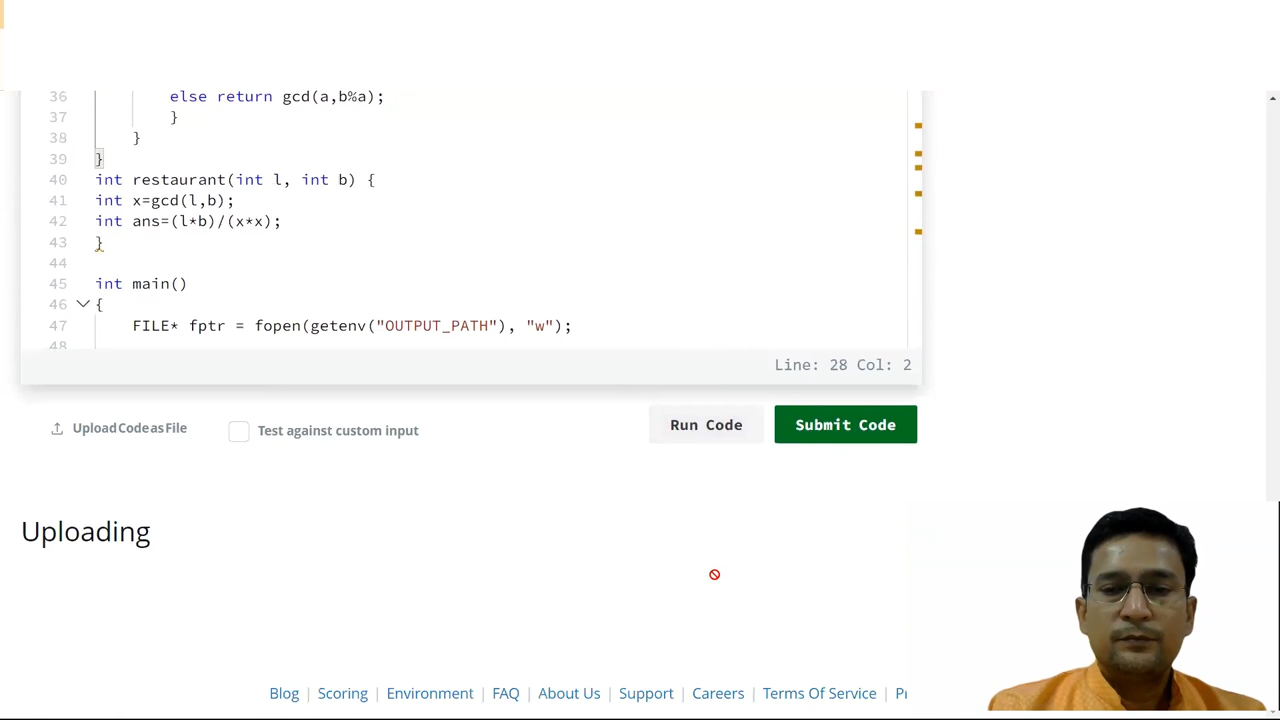 36 else return gcd(a,b%a);
37 }
38 }
39 }
40 int restaurant(int l, int b) {
41 int x=gcd(l,b);
42 int ans=(l*b)/(x*x);
43 }
44
45 int main()
46 {
47 FILE* fptr = fopen(getenv("OUTPUT_PATH"), "w");
48
Line: 28 Col: 2
Upload Code as File
Test against custom input
Run Code
Submit Code
Uploading
Blog | Scoring | Environment | FAQ | About Us | Support | Careers | Terms Of Service |